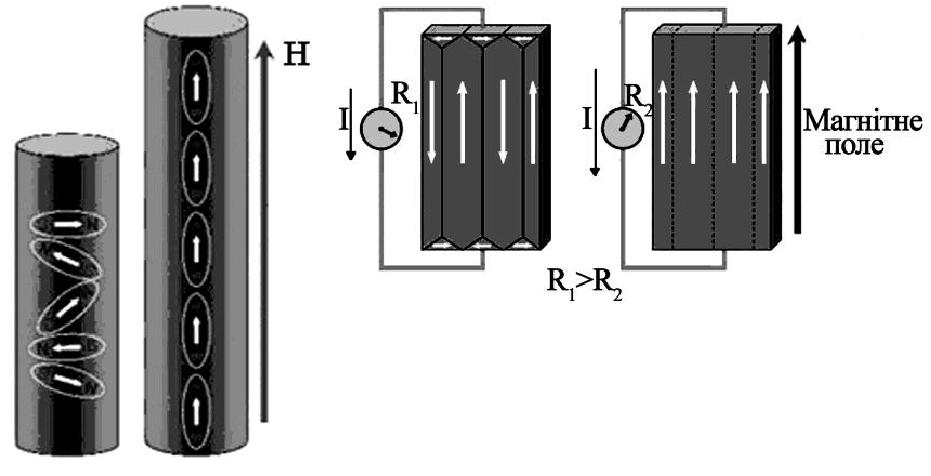 H
I
R1
I
R2
Магнітне
поле
R1>R2